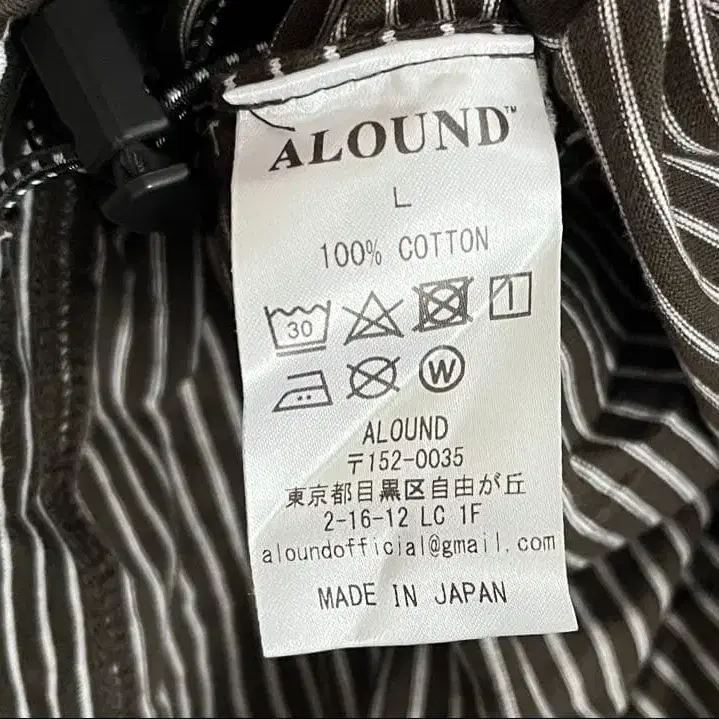 ALOUND™
L
100% COTTON
30
W
ALOUND
〒152-0035
東京都目黒区自由が丘
2-16-12 LC 1F
aloundofficial@gmail.com
MADE IN JAPAN